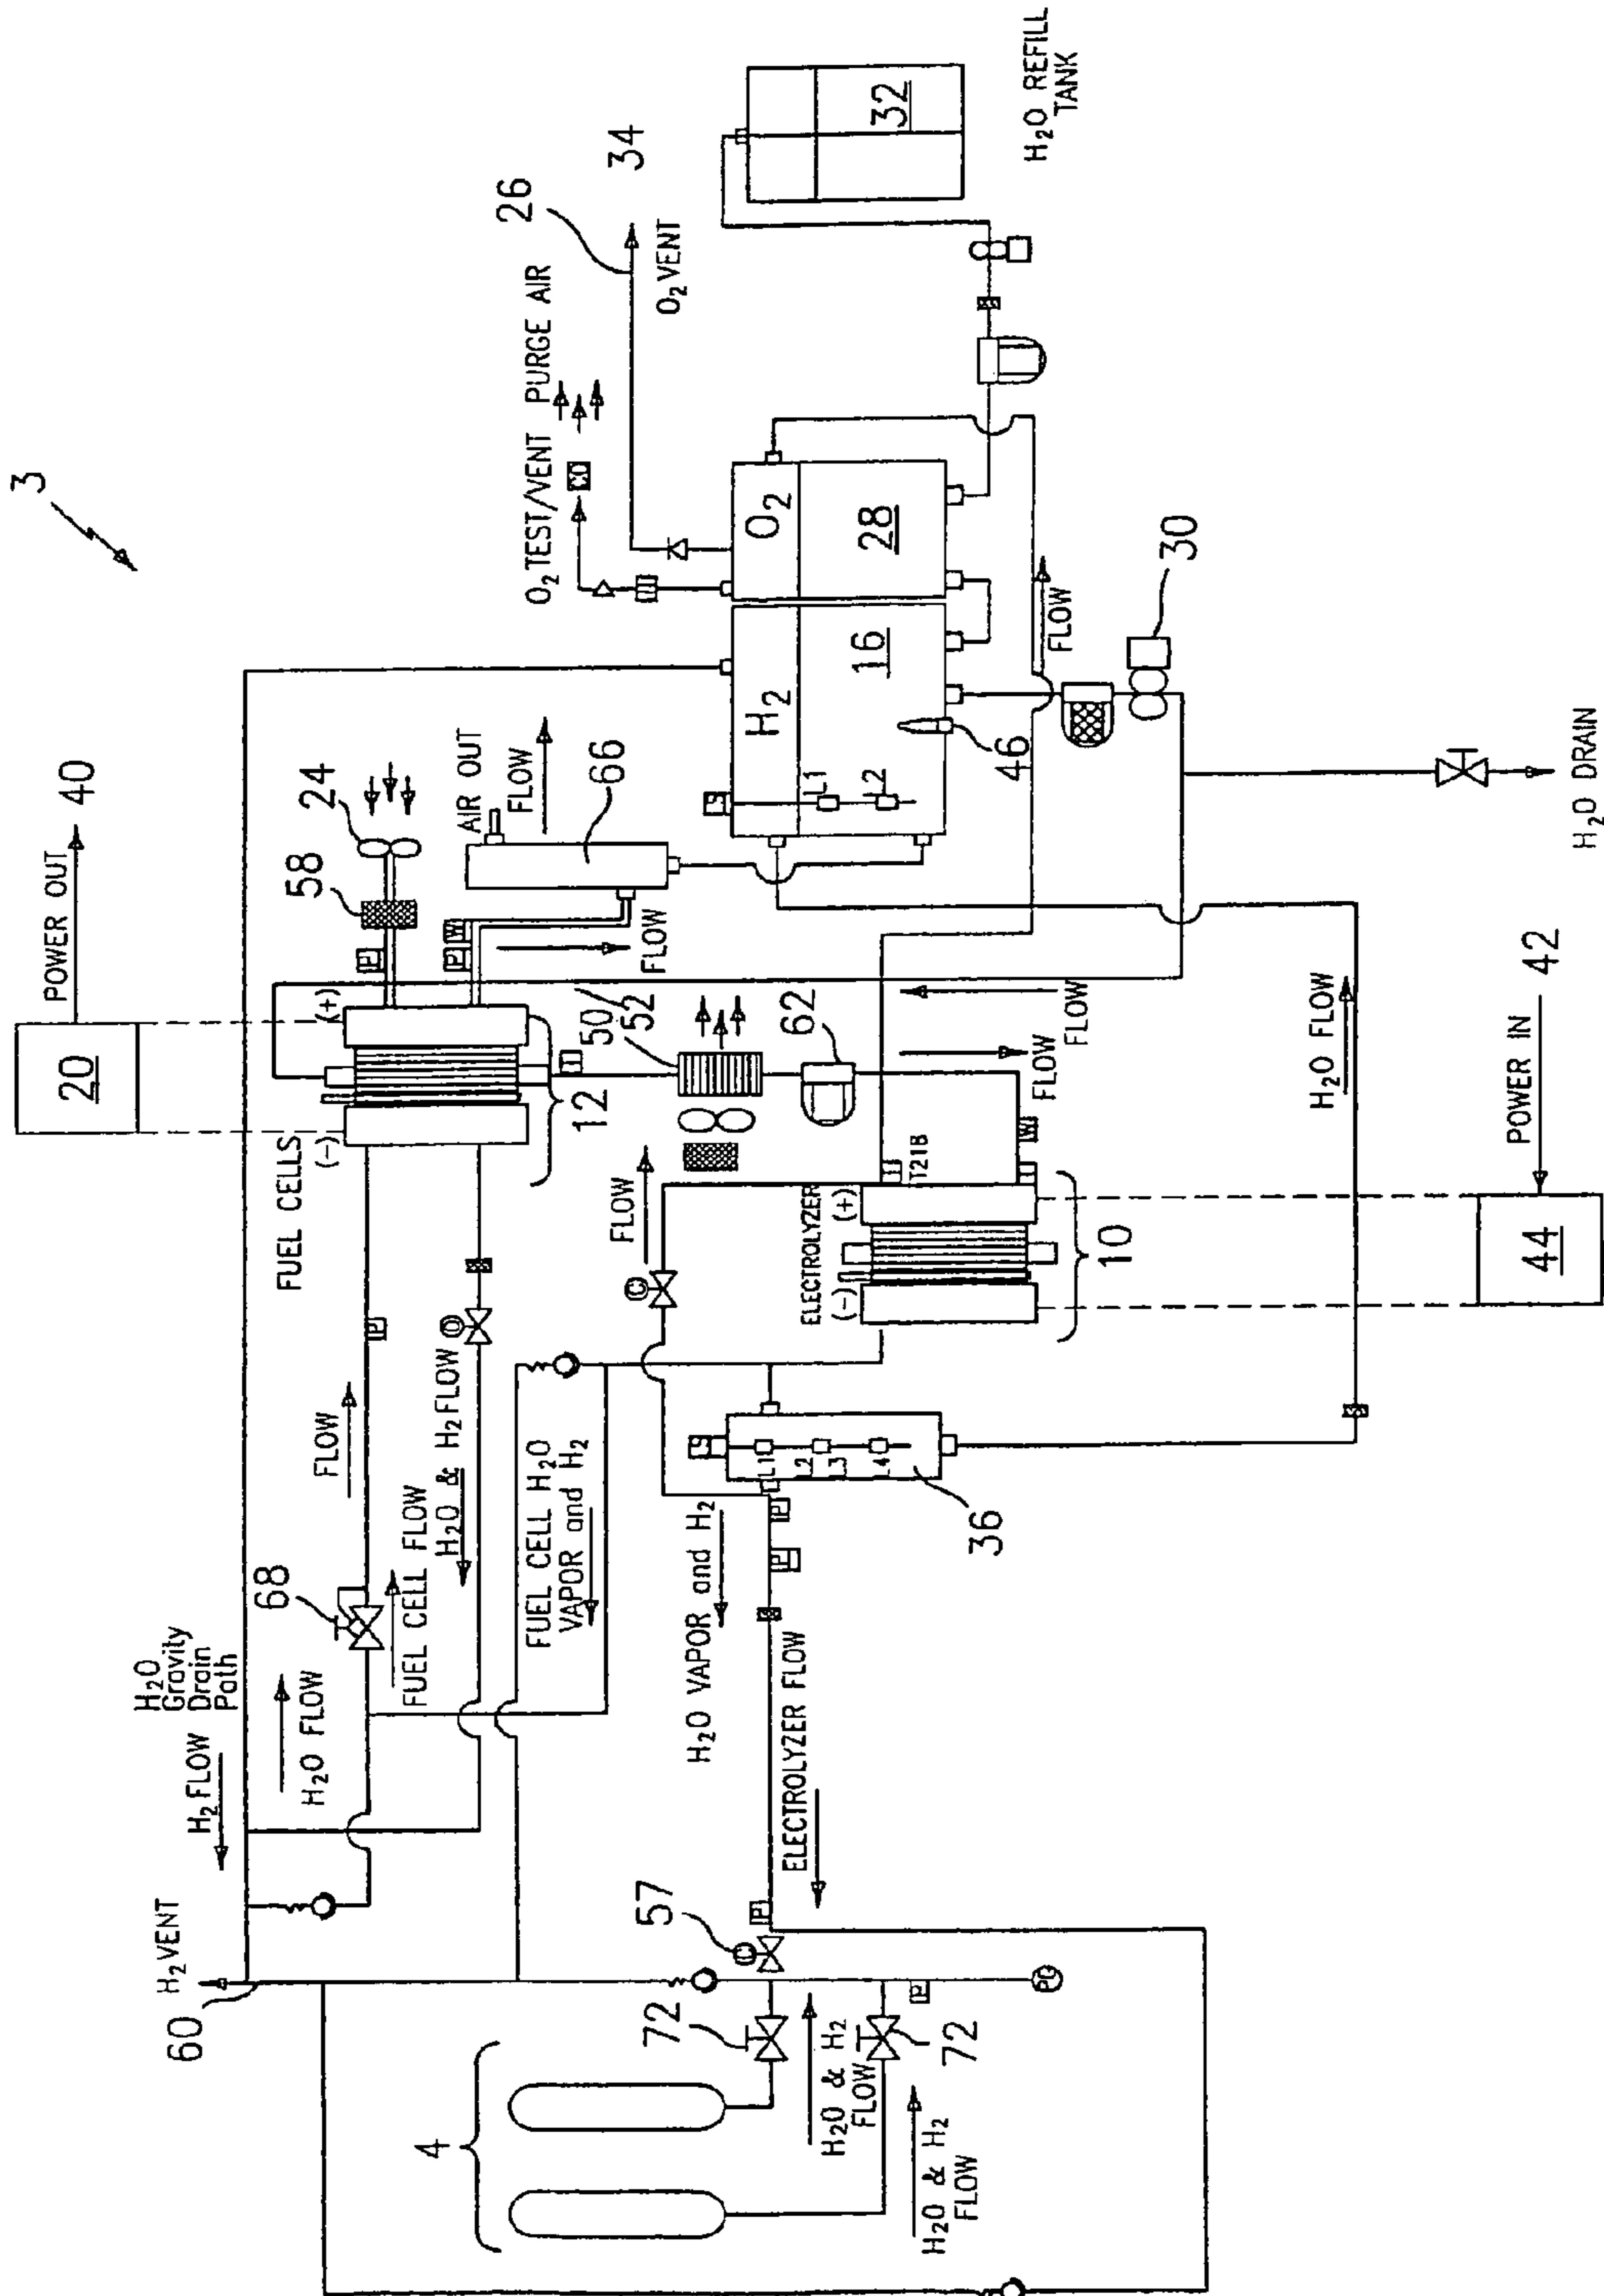 3
POWER OUT
40
20
FUEL CELLS
(-)
(+)
12
P
58
24
P
W
FLOW
AIR OUT
FLOW
66
T
50
52
62
FLOW
FLOW
H₂O
Gravity
Drain
Path
H₂ FLOW
H₂O FLOW
68
FLOW
P
FUEL CELL FLOW
H₂O & H₂ FLOW
O
FUEL CELL H₂O
VAPOR and H₂
FLOW
C
H₂ VENT
60
O₂ TEST/VENT
PURGE AIR
CO
26
34
O₂ VENT
H₂
O₂
16
28
L1
L2
46
FLOW
30
32
H₂O REFILL
TANK
H₂O DRAIN
ELECTROLYZER
(-)
(+)
T21B
T
T
W
10
H₂O FLOW
POWER IN
42
44
L1
L2
L3
L4
36
H₂O VAPOR and H₂
P
P
ELECTROLYZER FLOW
P
57
C
4
72
72
H₂O & H₂
FLOW
H₂O & H₂
FLOW
P
PG